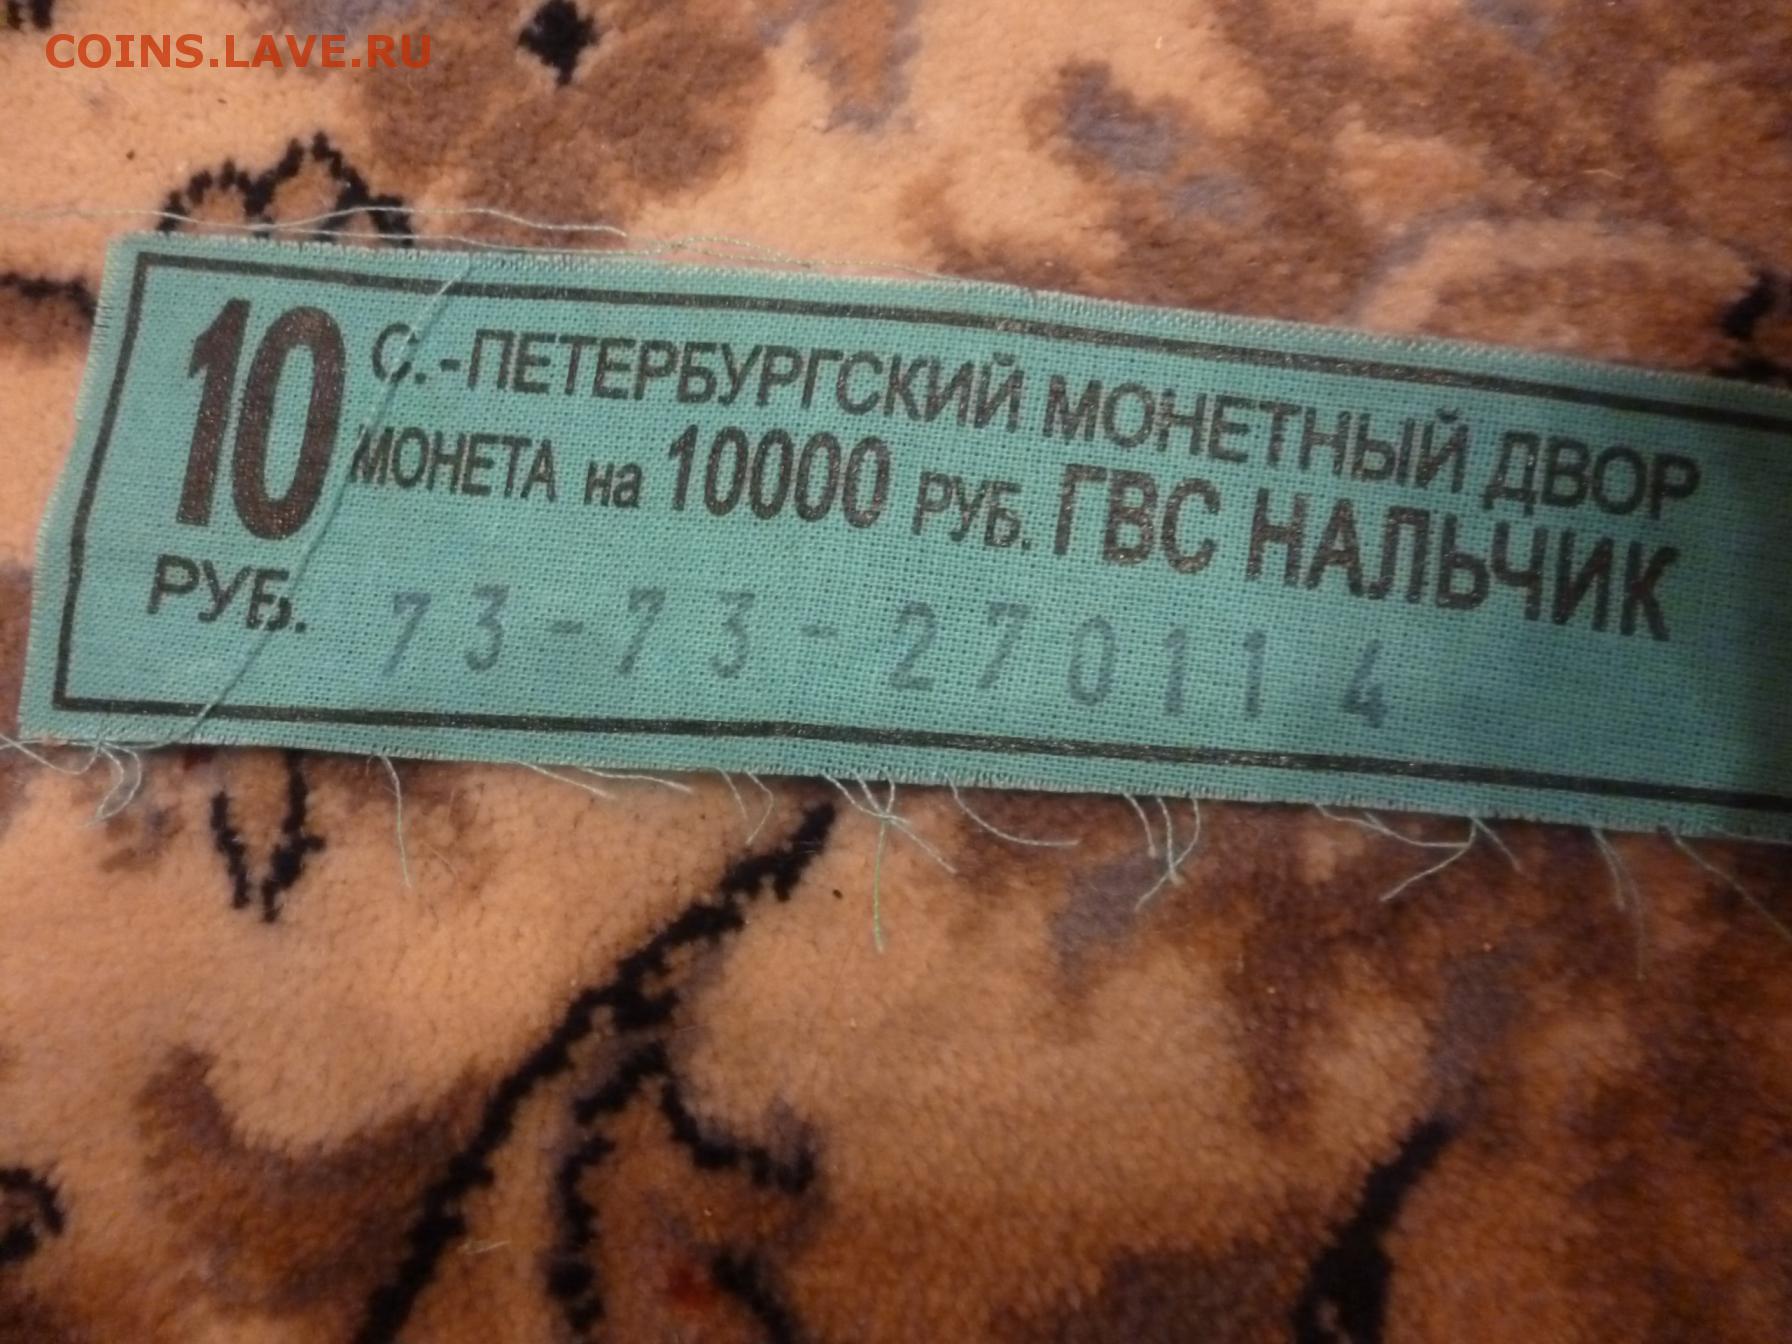 COINS.LAVE.RU
10 РУБ.
С.-ПЕТЕРБУРГСКИЙ МОНЕТНЫЙ ДВОР
МОНЕТА на 10000 РУБ. ГВС НАЛЬЧИК
73-73-270114